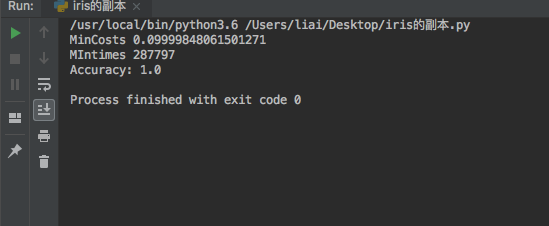 Run: iris的副本
/usr/local/bin/python3.6 /Users/liai/Desktop/iris的副本.py
MinCosts 0.09999848061501271
MIntimes 287797
Accuracy: 1.0
Process finished with exit code 0